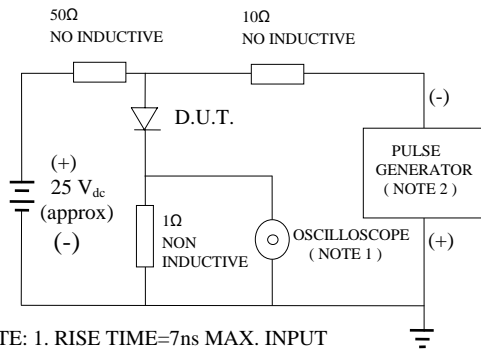 50Ω
NO INDUCTIVE
10Ω
NO INDUCTIVE
(-)
D.U.T.
PULSE
GENERATOR
( NOTE 2 )
(+)
25 Vdc
(approx)
(-)
1Ω
NON
INDUCTIVE
OSCILLOSCOPE
( NOTE 1 )
(+)
TE: 1. RISE TIME=7ns MAX. INPUT